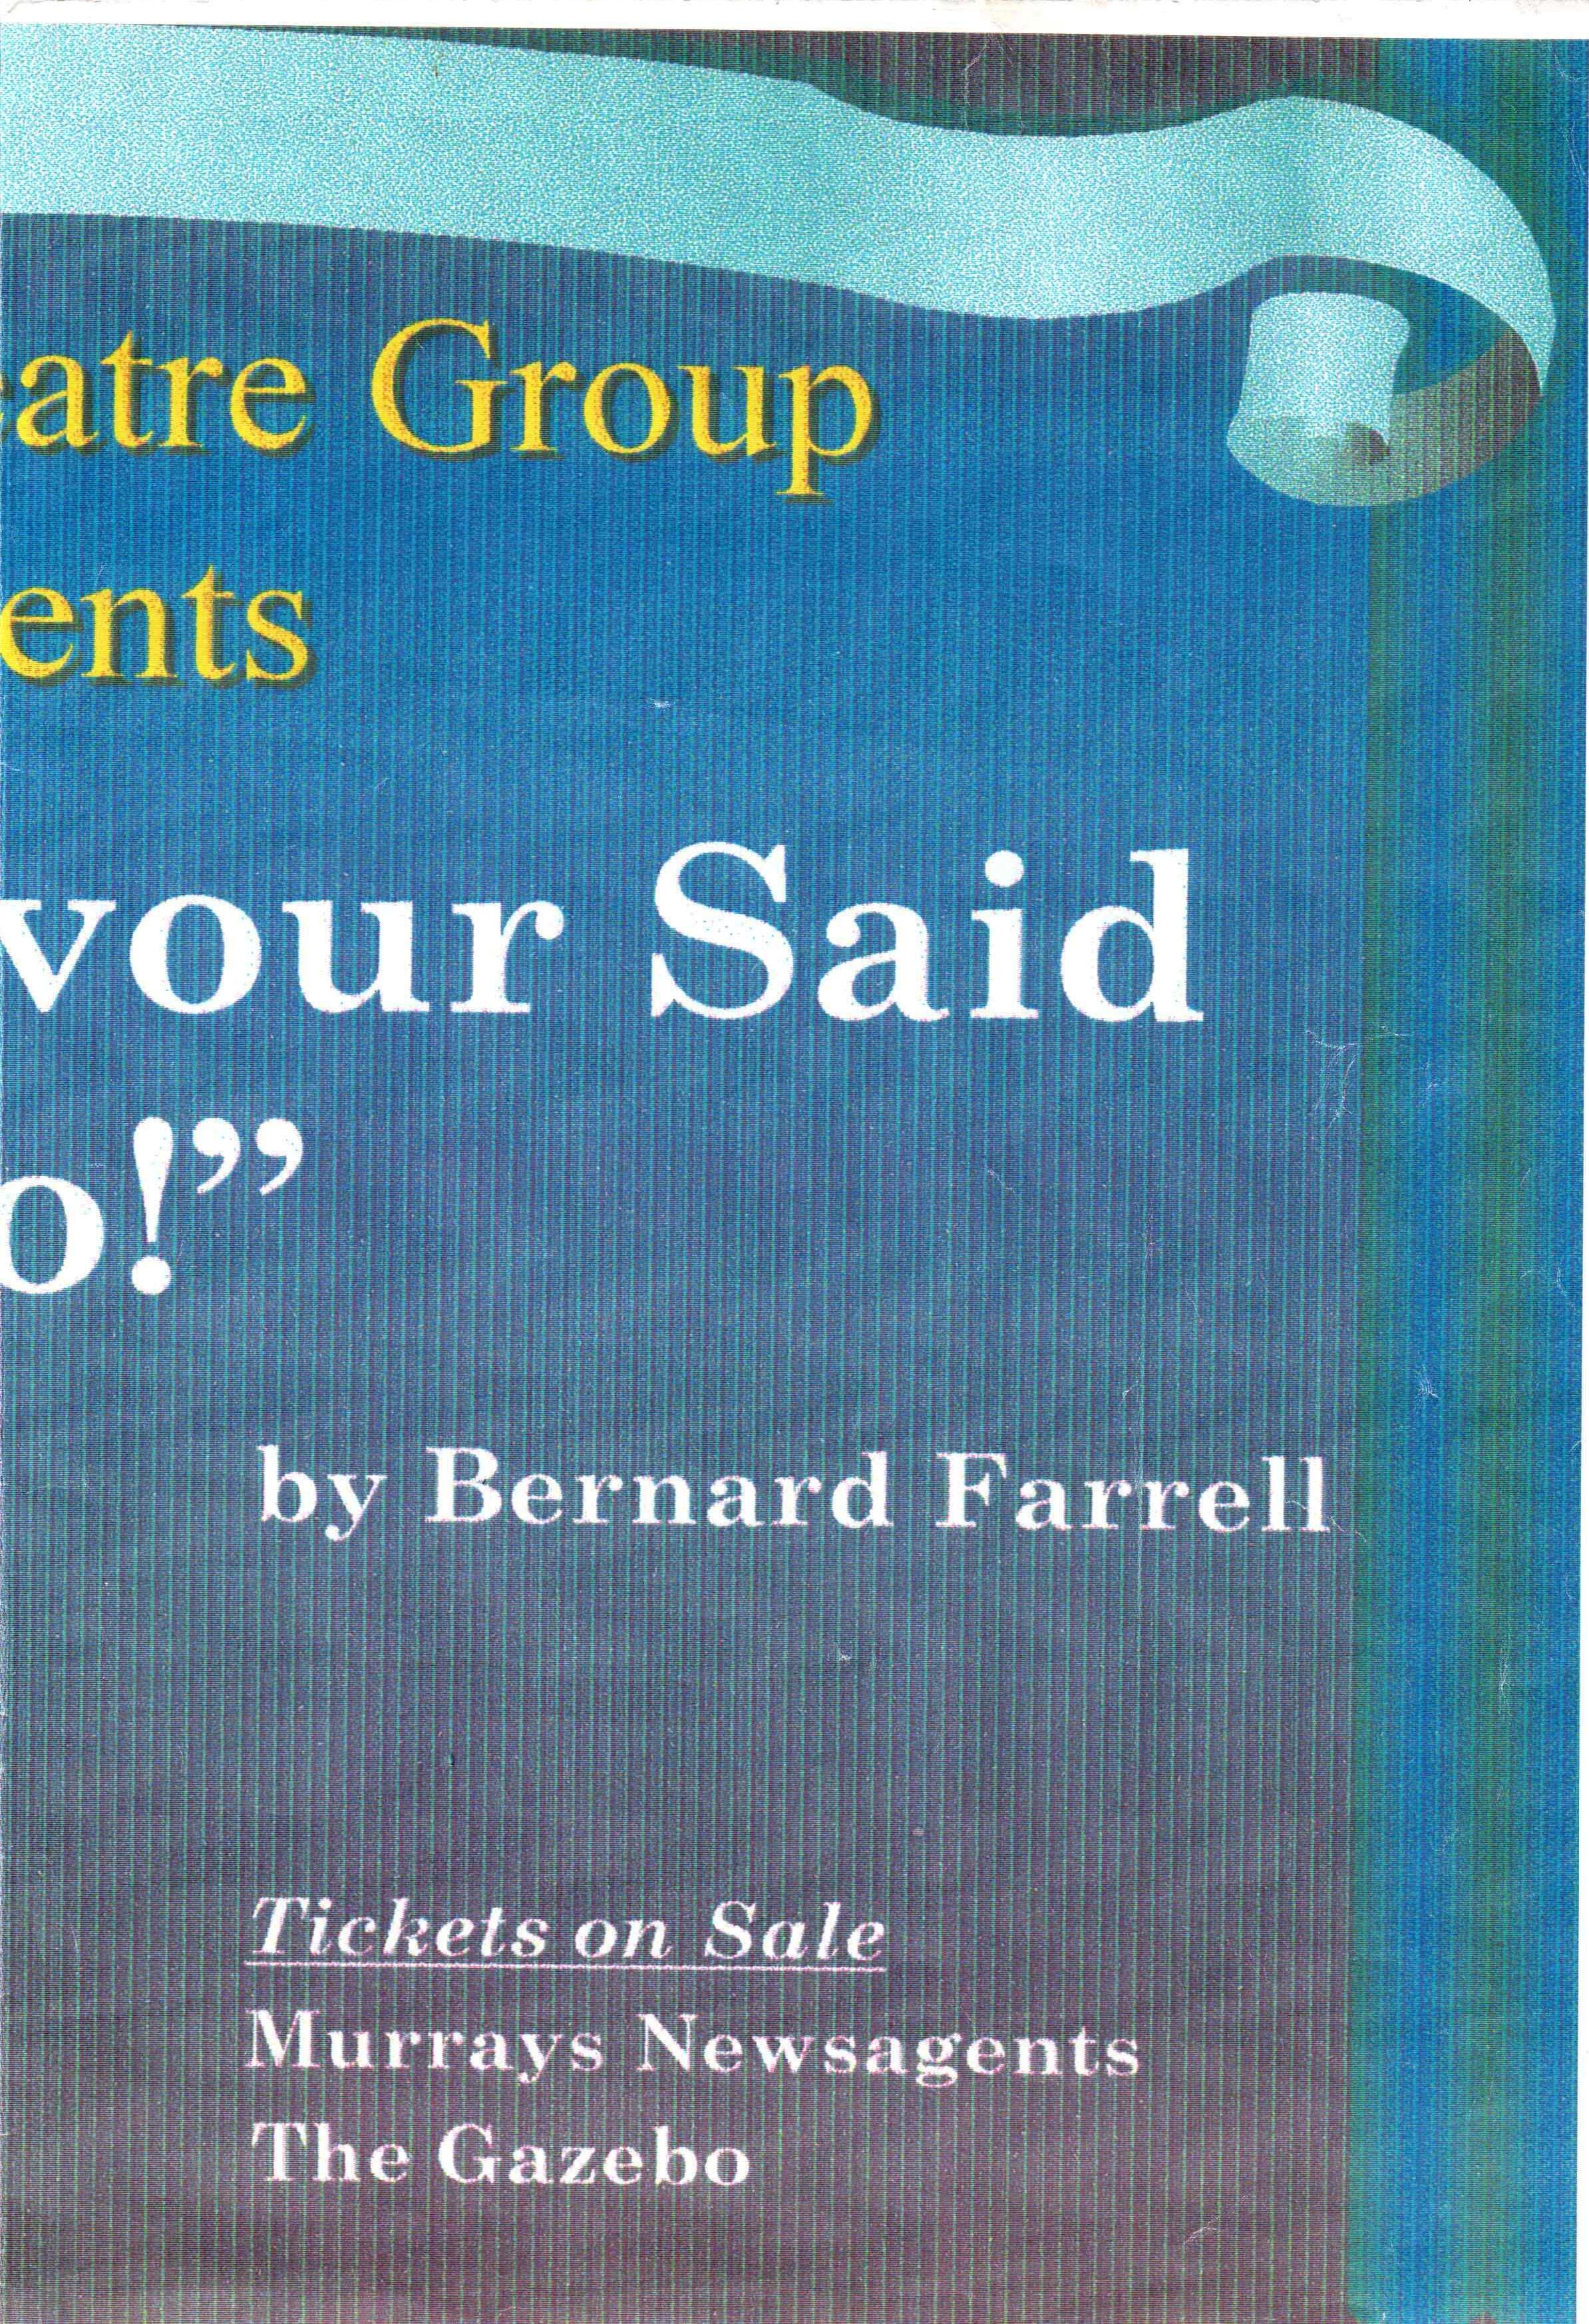 eatre Group
ents
vour Said
o!”
by Bernard Farrell
Tickets on Sale
Murrays Newsagents
The Gazebo